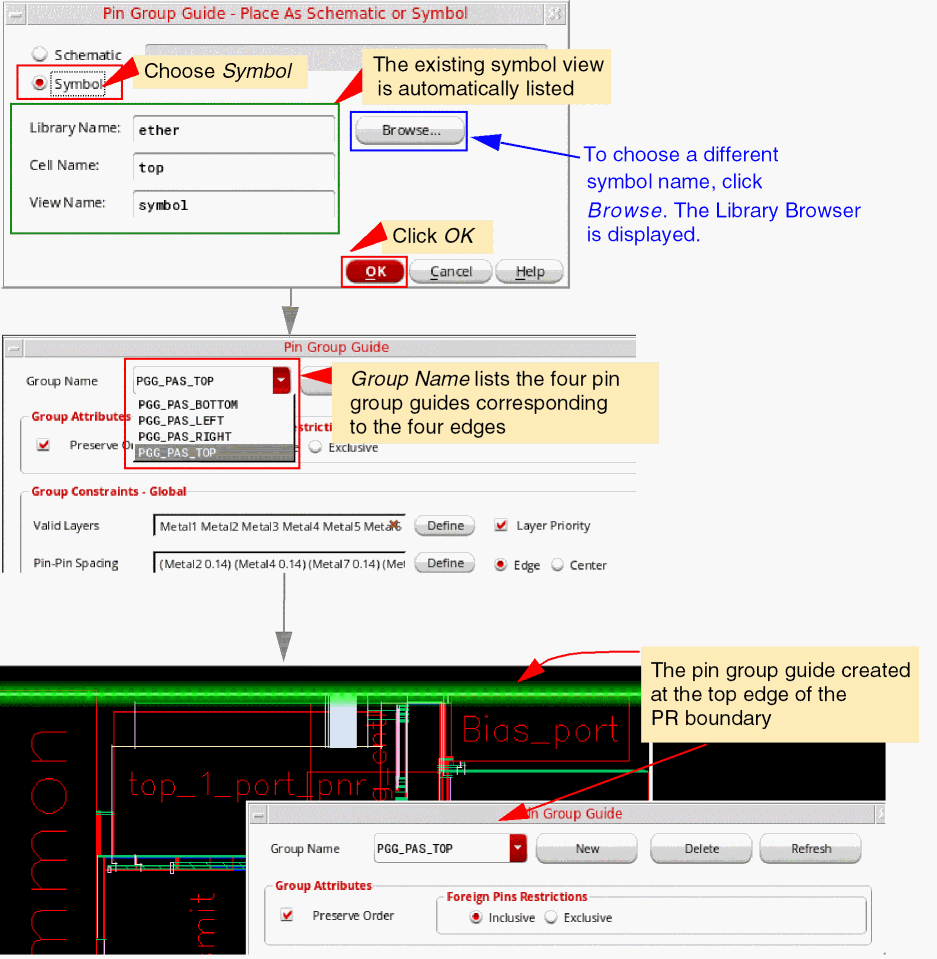 Pin Group Guide - Place As Schematic or Symbol
Schematic
Symbol
Choose Symbol
The existing symbol view
is automatically listed
Library Name:
ether
Browse...
Cell Name:
top
View Name:
symbol
To choose a different
symbol name, click
Browse. The Library Browser
is displayed.
Click OK
OK
Cancel
Help
Pin Group Guide
Group Name
PGG_PAS_TOP
PGG_PAS_BOTTOM
PGG_PAS_LEFT
PGG_PAS_RIGHT
PGG_PAS_TOP
Group Name lists the four pin
group guides corresponding
to the four edges
Group Attributes
Preserve
Exclusive
Group Constraints - Global
Valid Layers
Metal1 Metal2 Metal3 Metal4 Metal5 Metal6
Define
Layer Priority
Pin-Pin Spacing
(Metal2 0.14) (Metal4 0.14) (Metal7 0.14) (Met
Define
Edge
Center
The pin group guide created
at the top edge of the
PR boundary
Bias_port
top_1_port_pnr
mmon
smit
in Group Guide
Group Name
PGG_PAS_TOP
New
Delete
Refresh
Group Attributes
Preserve Order
Foreign Pins Restrictions
Inclusive
Exclusive